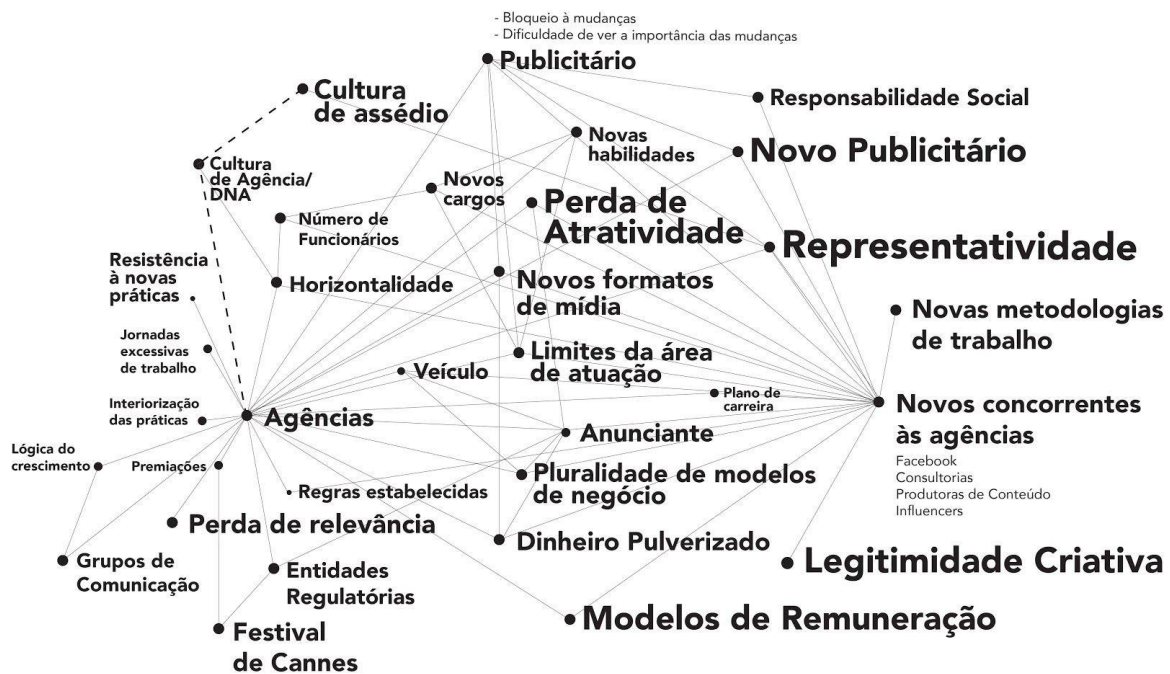 - Bloqueio à mudanças
- Dificuldade de ver a importância das mudanças
Publicitário
Cultura
de assédio
Responsabilidade Social
Novas
habilidades
Novo Publicitário
Cultura
de Agência/
DNA
Novos
cargos
Perda de
Atratividade
Número de
Funcionários
Representatividade
Resistência
à novas
práticas
Horizontalidade
Novos formatos
de mídia
Novas metodologias
de trabalho
Jornadas
excessivas
de trabalho
Limites da área
de atuação
Veículo
Plano de
carreira
Interiorização
das práticas
Agências
Novos concorrentes
às agências
Facebook
Consultorias
Produtoras de Conteúdo
Influencers
Anunciante
Lógica do
crescimento
Premiações
Pluralidade de modelos
de negócio
Regras estabelecidas
Perda de relevância
Dinheiro Pulverizado
Grupos de
Comunicação
Entidades
Regulatórias
Legitimidade Criativa
Modelos de Remuneração
Festival
de Cannes